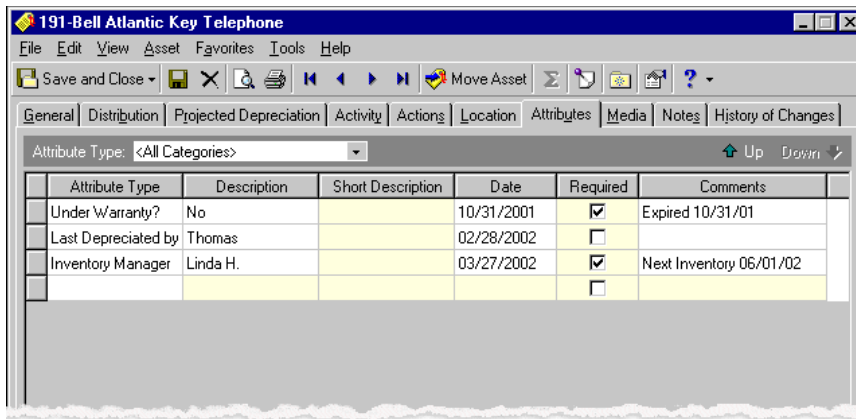 191-Bell Atlantic Key Telephone
File Edit View Asset Favorites Tools Help
Save and Close Move Asset Σ ?
General Distribution Projected Depreciation Activity Actions Location Attributes Media Notes History of Changes
Attribute Type: <All Categories> Up Down
Attribute Type Description Short Description Date Required Comments
Under Warranty? No 10/31/2001 Expired 10/31/01
Last Depreciated by Thomas 02/28/2002
Inventory Manager Linda H. 03/27/2002 Next Inventory 06/01/02